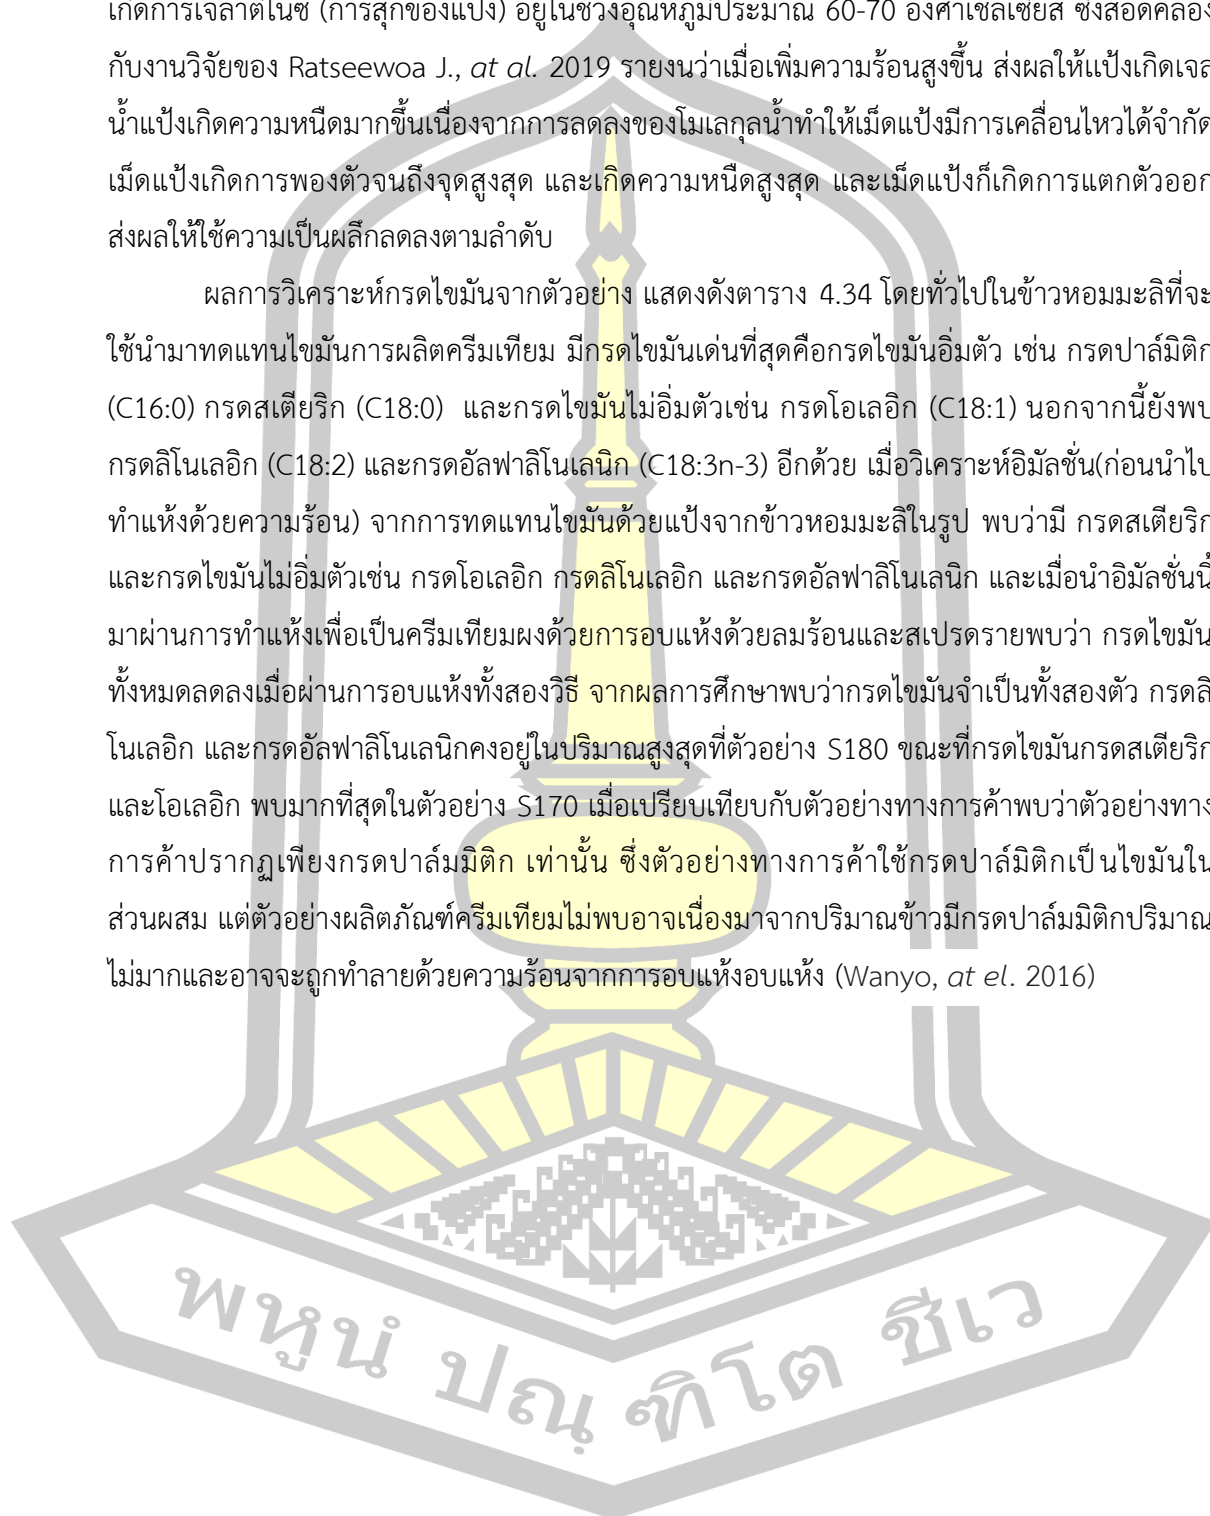 เกิดการเจลาติไนซ์ (การสุกของแป้ง) อยู่ในช่วงอุณหภูมิประมาณ 60-70 องศาเซลเซียส ซึ่งสอดคล้อง
กับงานวิจัยของ Ratseewoa J., at al. 2019 รายงนว่าเมื่อเพิ่มความร้อนสูงขึ้น ส่งผลให้แป้งเกิดเจล
น้ำแป้งเกิดความหนืดมากขึ้นเนื่องจากการลดลงของโมเลกุลน้ำทำให้เม็ดแป้งมีการเคลื่อนไหวได้จำกัด
เม็ดแป้งเกิดการพองตัวจนถึงจุดสูงสุด และเกิดความหนืดสูงสุด และเม็ดแป้งก็เกิดการแตกตัวออก
ส่งผลให้ใช้ความเป็นผลึกลดลงตามลำดับ
ผลการวิเคราะห์กรดไขมันจากตัวอย่าง แสดงดังตาราง 4.34 โดยทั่วไปในข้าวหอมมะลิที่จะ
ใช้นำมาทดแทนไขมันการผลิตครีมเทียม มีกรดไขมันเด่นที่สุดคือกรดไขมันอิ่มตัว เช่น กรดปาล์มิติก
(C16:0) กรดสเตียริก (C18:0) และกรดไขมันไม่อิ่มตัวเช่น กรดโอเลอิก (C18:1) นอกจากนี้ยังพบ
กรดลิโนเลอิก (C18:2) และกรดอัลฟาลิโนเลนิก (C18:3n-3) อีกด้วย เมื่อวิเคราะห์อิมัลชั่น(ก่อนนำไป
ทำแห้งด้วยความร้อน) จากการทดแทนไขมันด้วยแป้งจากข้าวหอมมะลิในรูป พบว่ามี กรดสเตียริก
และกรดไขมันไม่อิ่มตัวเช่น กรดโอเลอิก กรดลิโนเลอิก และกรดอัลฟาลิโนเลนิก และเมื่อนำอิมัลชั่นนี้
มาผ่านการทำแห้งเพื่อเป็นครีมเทียมผงด้วยการอบแห้งด้วยลมร้อนและสเปรดรายพบว่า กรดไขมัน
ทั้งหมดลดลงเมื่อผ่านการอบแห้งทั้งสองวิธี จากผลการศึกษาพบว่ากรดไขมันจำเป็นทั้งสองตัว กรดลิ
โนเลอิก และกรดอัลฟาลิโนเลนิกคงอยู่ในปริมาณสูงสุดที่ตัวอย่าง S180 ขณะที่กรดไขมันกรดสเตียริก
และโอเลอิก พบมากที่สุดในตัวอย่าง S170 เมื่อเปรียบเทียบกับตัวอย่างทางการค้าพบว่าตัวอย่างทาง
การค้าปรากฏเพียงกรดปาล์มมิติก เท่านั้น ซึ่งตัวอย่างทางการค้าใช้กรดปาล์มิติกเป็นไขมันใน
ส่วนผสม แต่ตัวอย่างผลิตภัณฑ์ครีมเทียมไม่พบอาจเนื่องมาจากปริมาณข้าวมีกรดปาล์มมิติกปริมาณ
ไม่มากและอาจจะถูกทำลายด้วยความร้อนจากการอบแห้งอบแห้ง (Wanyo, at el. 2016)
พหูนํ ปณฺฑิโต ชีเว